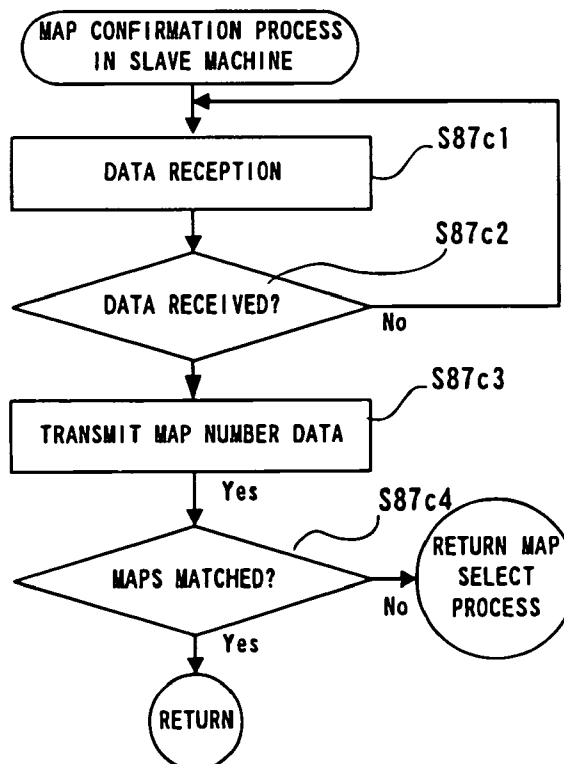 MAP CONFIRMATION PROCESS
IN SLAVE MACHINE
S87c1
DATA RECEPTION
S87c2
DATA RECEIVED?
No
S87c3
TRANSMIT MAP NUMBER DATA
Yes
S87c4
MAPS MATCHED?
No
RETURN MAP
SELECT
PROCESS
Yes
RETURN